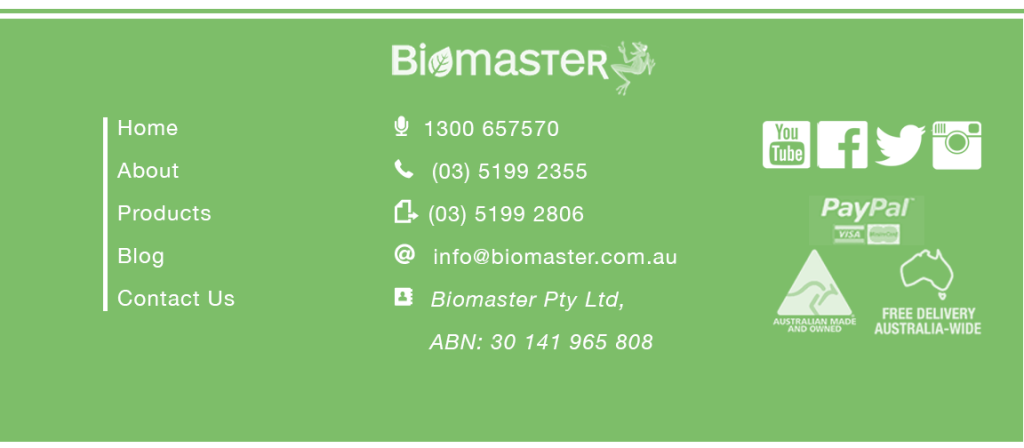 Biomaster
Home
About
Products
Blog
Contact Us
1300 657570
(03) 5199 2355
(03) 5199 2806
info@biomaster.com.au
Biomaster Pty Ltd,
ABN: 30 141 965 808
You
Tube
PayPal
VISA MasterCard
AUSTRALIAN MADE
AND OWNED
FREE DELIVERY
AUSTRALIA-WIDE